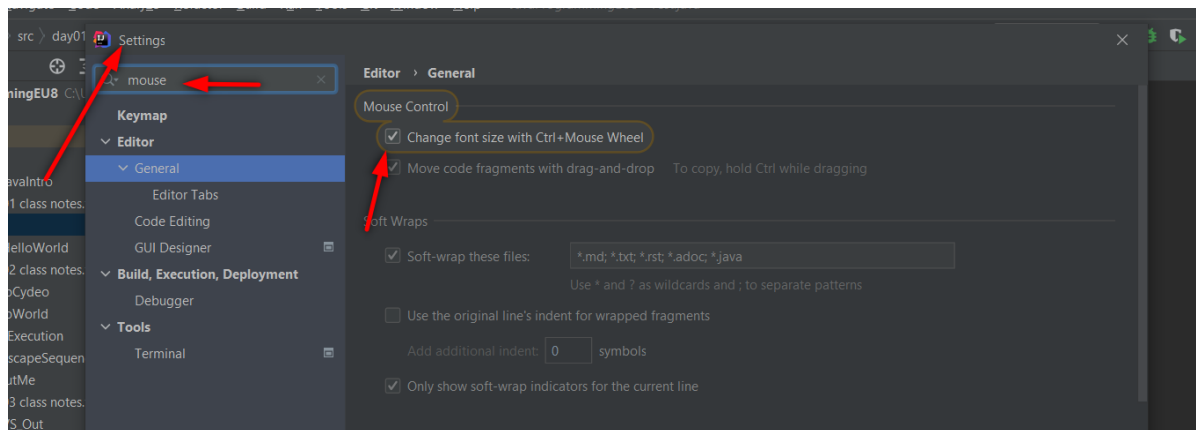 src day01
Settings
mouse
Editor › General
Mouse Control
Change font size with Ctrl+Mouse Wheel
Move code fragments with drag-and-drop To copy, hold Ctrl while dragging
Soft Wraps
Soft-wrap these files: *.md; *.txt; *.rst; *.adoc; *.java
Use * and ? as wildcards and ; to separate patterns
Use the original line's indent for wrapped fragments
Add additional indent: 0 symbols
Only show soft-wrap indicators for the current line
Keymap
Editor
General
Editor Tabs
Code Editing
GUI Designer
Build, Execution, Deployment
Debugger
Tools
Terminal
mingEU8 C:\
avaIntro
1 class notes.
elloWorld
2 class notes.
oCydeo
oWorld
Execution
scapeSequen
utMe
3 class notes.
S_Out